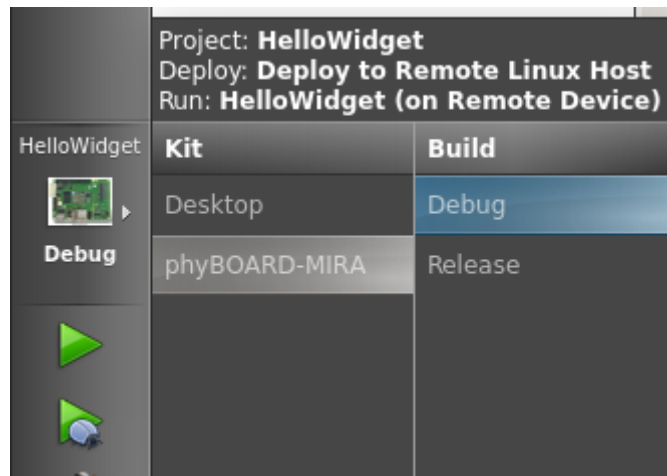 Project: HelloWidget
Deploy: Deploy to Remote Linux Host
Run: HelloWidget (on Remote Device)
HelloWidget
Debug
Kit
Desktop
phyBOARD-MIRA
Build
Debug
Release